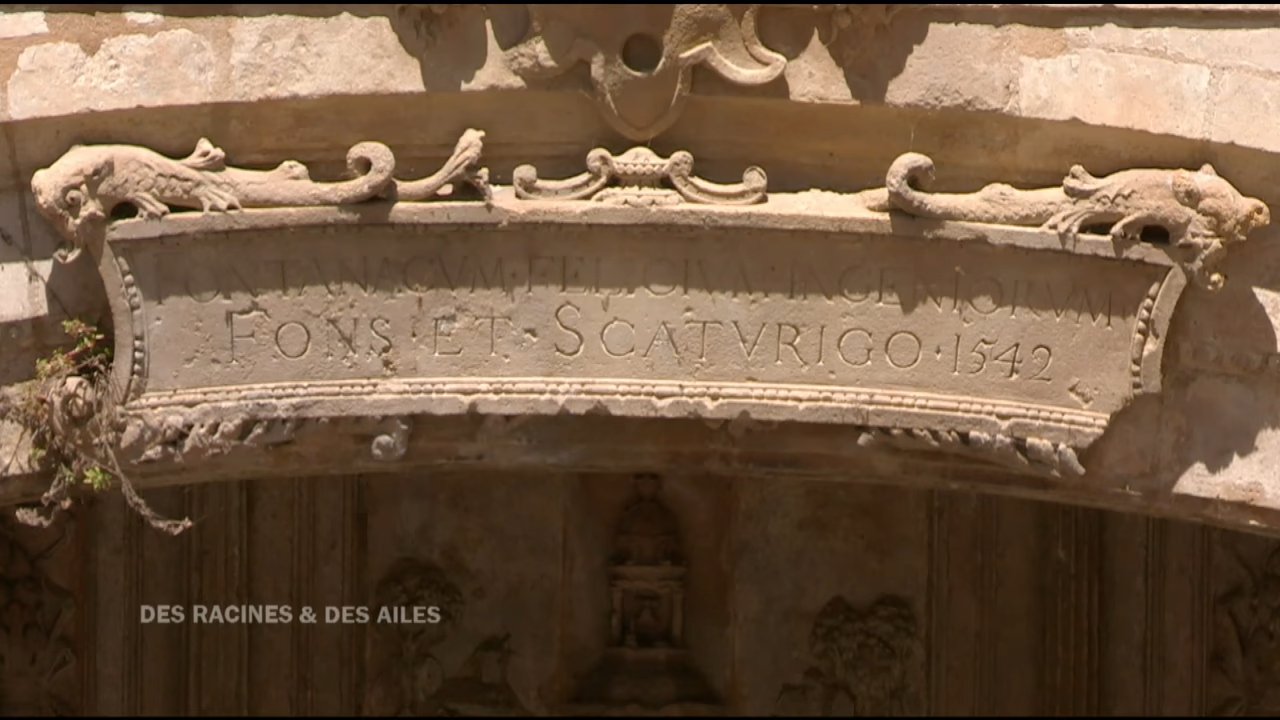 FONTANACVM·FELICIVM·INGENIORVM
FONS·ET·SCATVRIGO·1542
DES RACINES & DES AILES